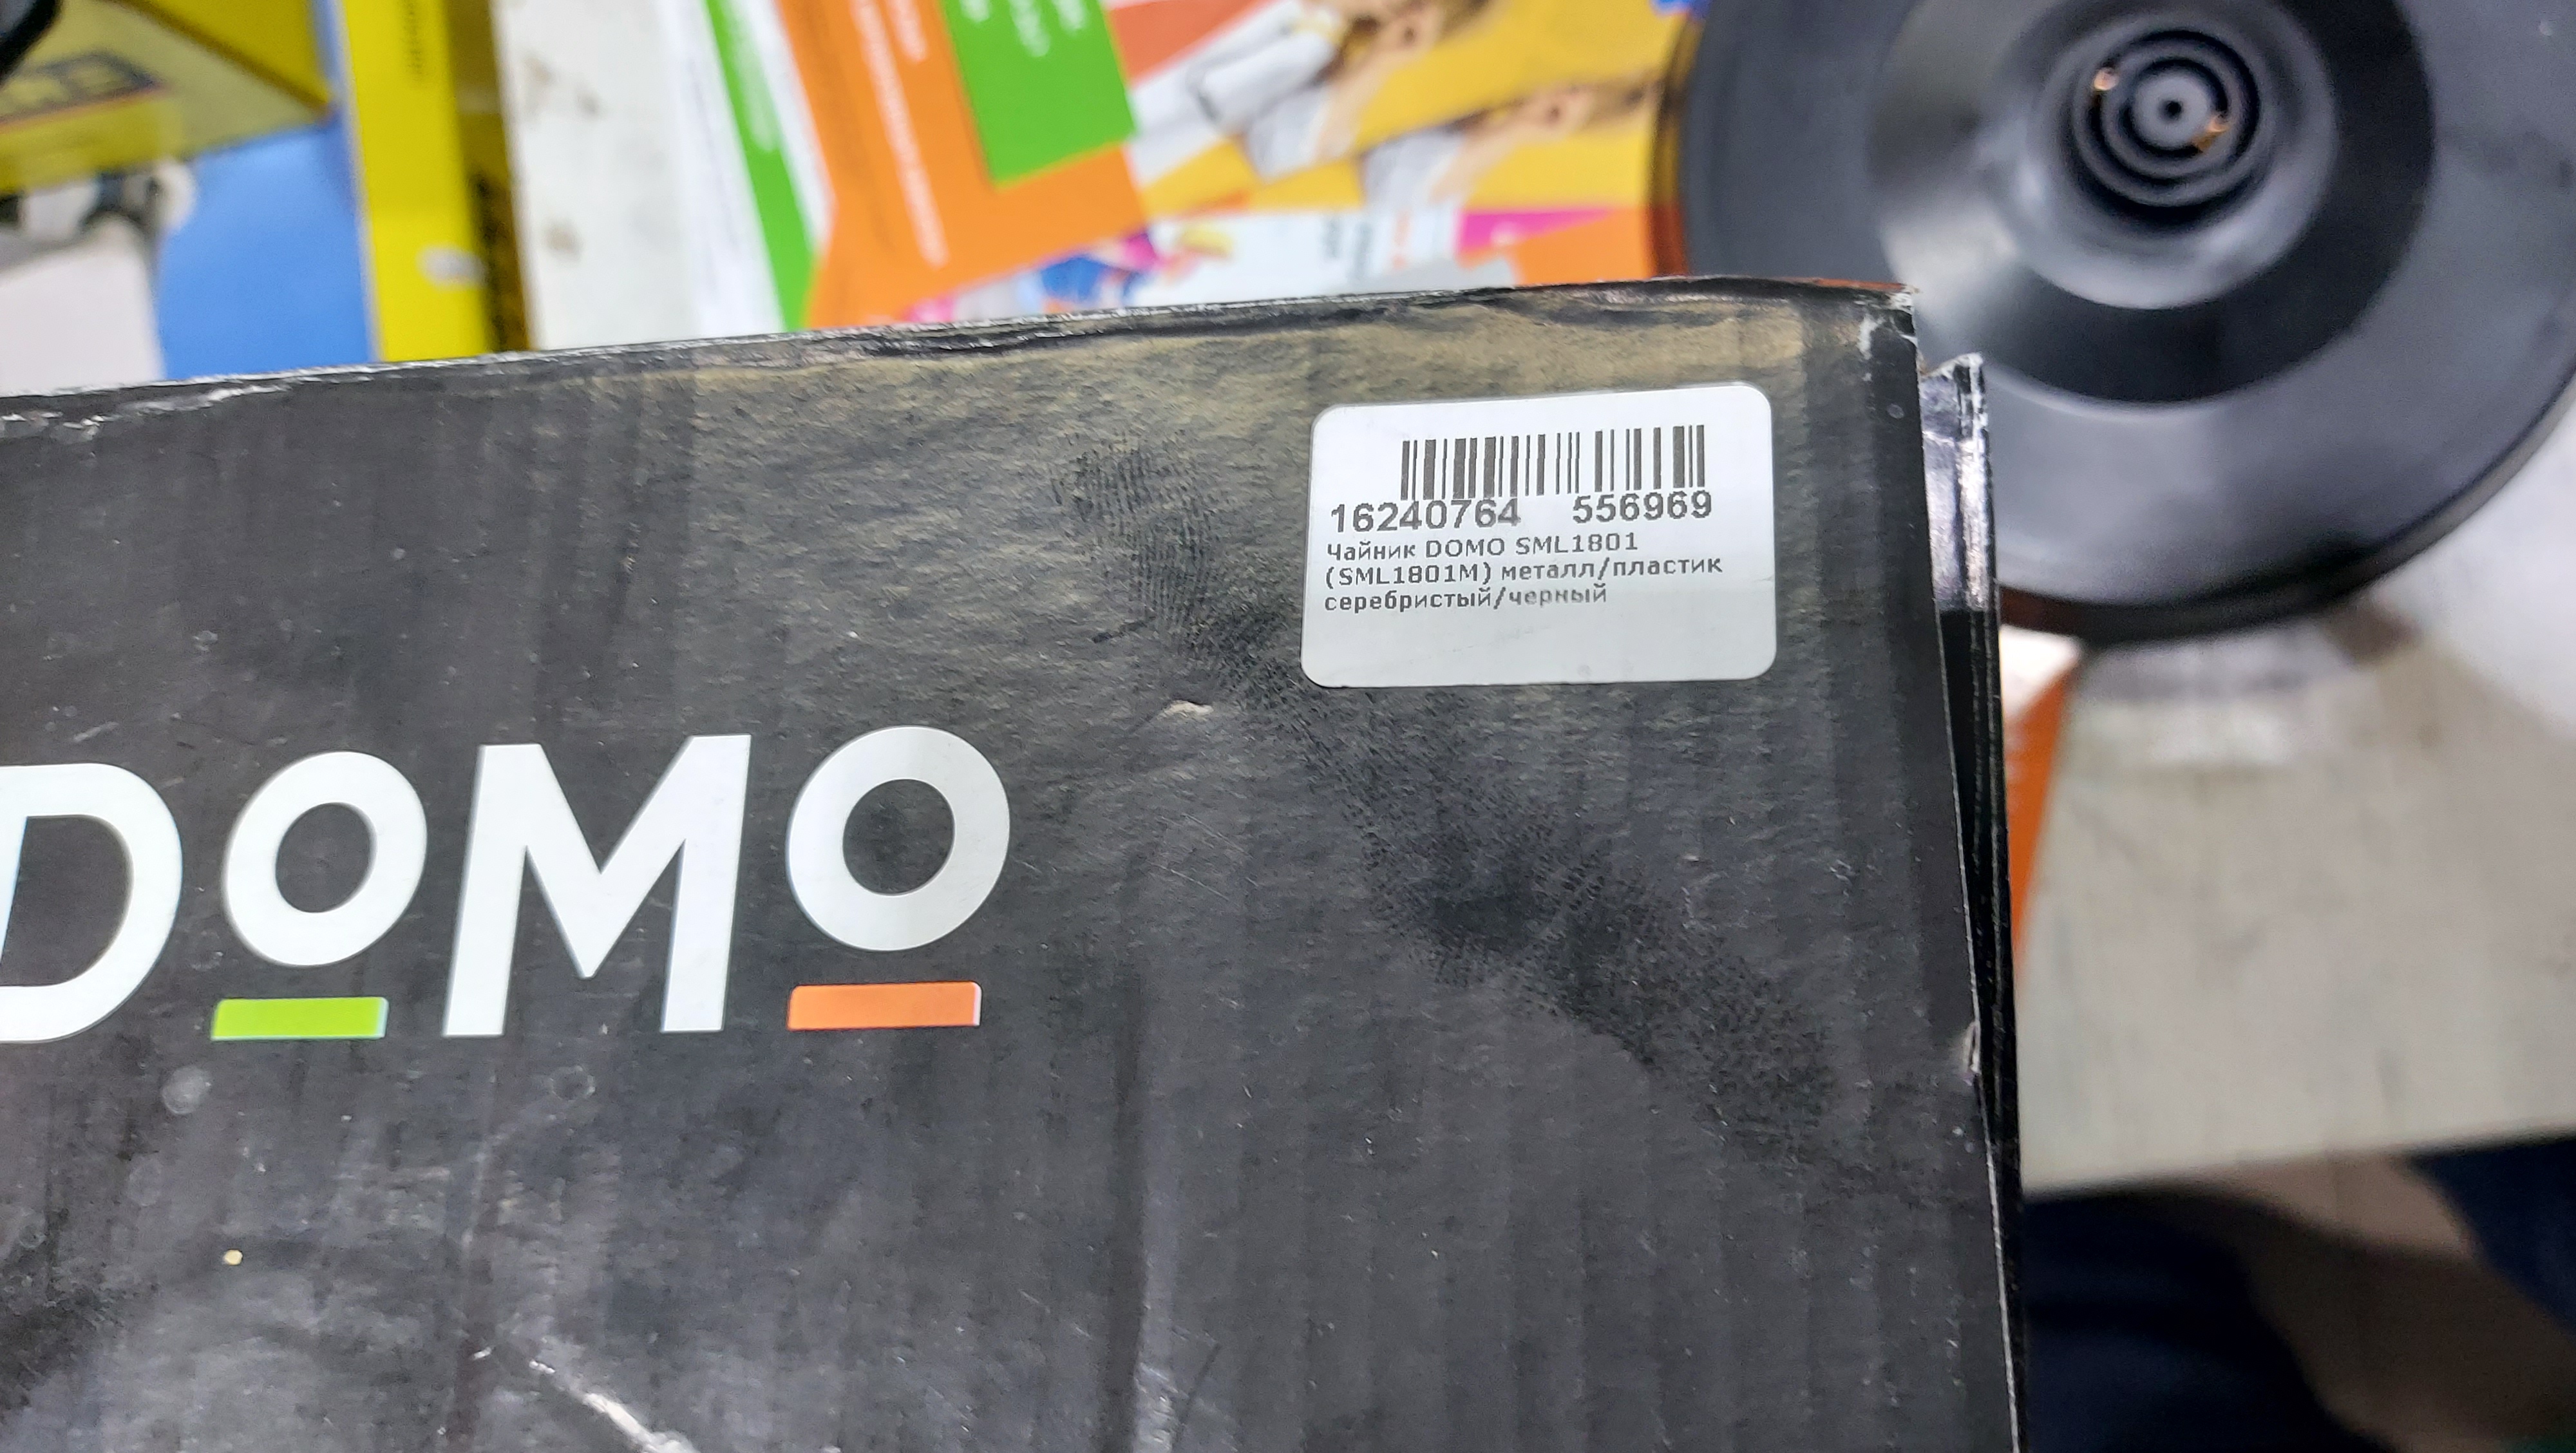 16240764 556969
Чайник DOMO SML1801
(SML1801M) металл/пластик
серебристый/черный
DOMO